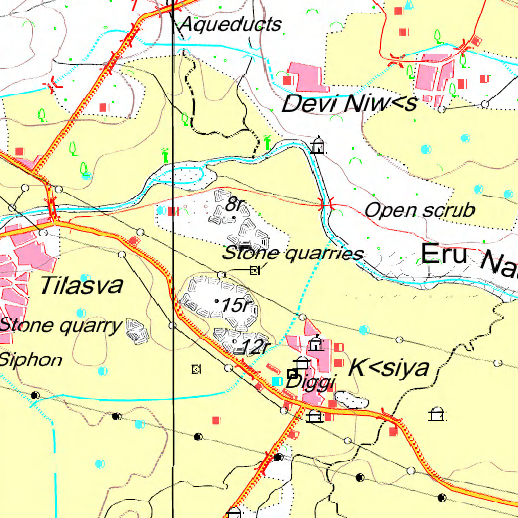 Aqueducts
Devi Niw<s
8r
Open scrub
Stone quarries
Eru Na
Tilasva
15r
Stone quarry
12r
Siphon
K<siya
Diggi